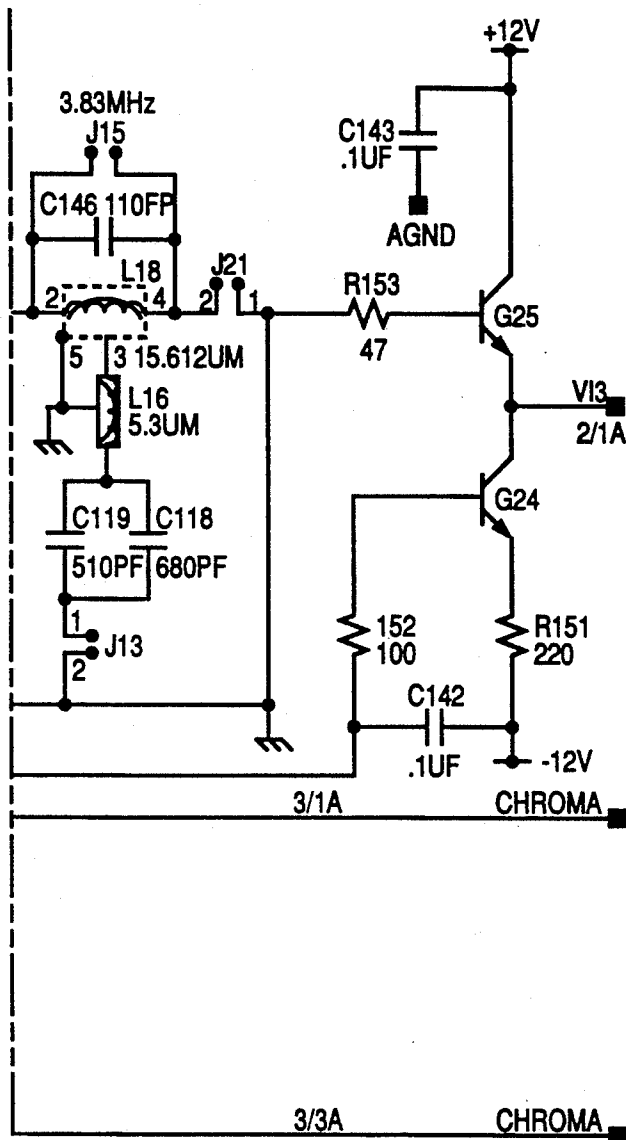 +12V
3.83MHz
J15
C143
.1UF
C146 110FP
AGND
L18
J21
2
4
2
1
R153
47
G25
5
3 15.612UM
L16
5.3UM
VI3
2/1A
G24
C119
C118
510PF
680PF
1
J13
2
152
100
R151
220
C142
.1UF
-12V
3/1A
CHROMA
3/3A
CHROMA